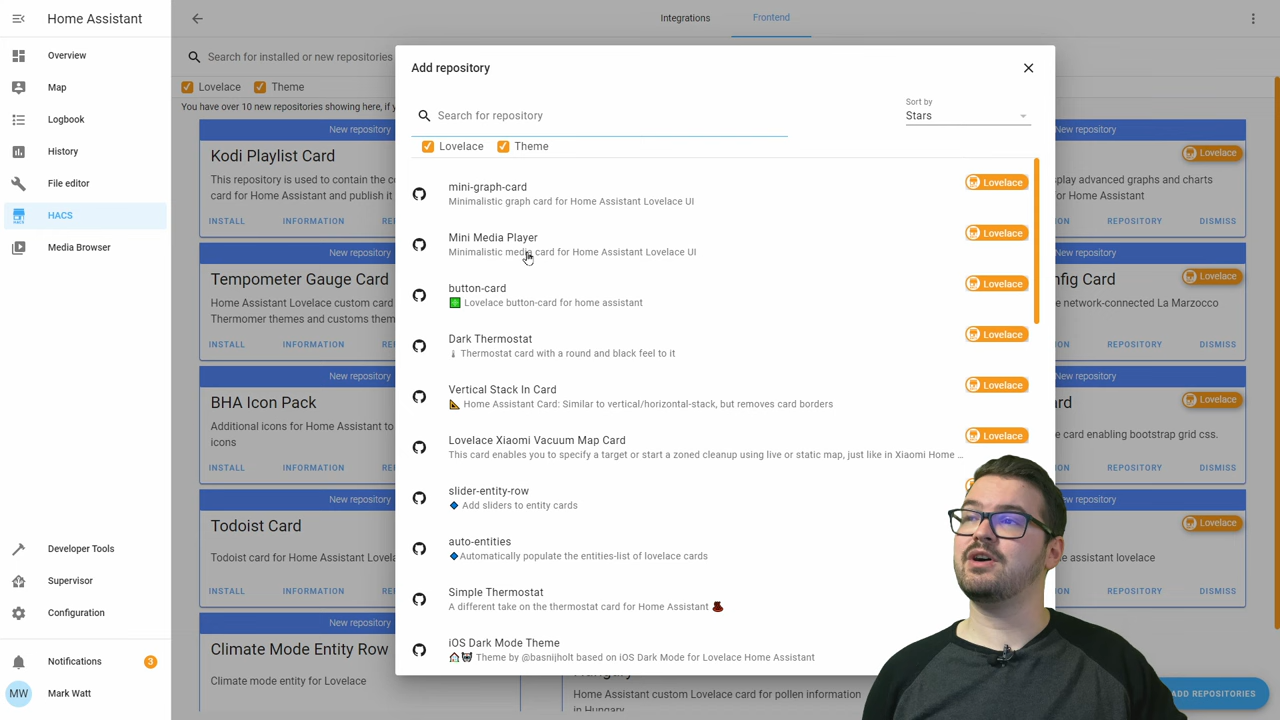 Home Assistant
Overview
Map
Logbook
History
File editor
HACS
HACS
Media Browser
Developer Tools
Supervisor
Configuration
Notifications
3
MW
Mark Watt
Integrations
Frontend
Search for installed or new repositories
Lovelace
Theme
You have over 10 new repositories showing here, if
New repository
Kodi Playlist Card
This repository is used to contain the
card for Home Assistant and publish it
INSTALL
INFORMATION
New repository
Tempometer Gauge Card
Home Assistant Lovelace custom card
Thermomer themes and customs them
INSTALL
INFORMATION
New repository
BHA Icon Pack
Additional icons for Home Assistant to
icons
INSTALL
INFORMATION
New repository
Todoist Card
Todoist card for Home Assistant Lovela
INSTALL
INFORMATION
New repository
Climate Mode Entity Row
Climate mode entity for Lovelace
Add repository
Search for repository
Sort by
Stars
Lovelace
Theme
mini-graph-card
Minimalistic graph card for Home Assistant Lovelace UI
Lovelace
Mini Media Player
Minimalistic media card for Home Assistant Lovelace UI
Lovelace
button-card
Lovelace button-card for home assistant
Lovelace
Dark Thermostat
Thermostat card with a round and black feel to it
Lovelace
Vertical Stack In Card
Home Assistant Card: Similar to vertical/horizontal-stack, but removes card borders
Lovelace
Lovelace Xiaomi Vacuum Map Card
This card enables you to specify a target or start a zoned cleanup using live or static map, just like in Xiaomi Home ...
Lovelace
slider-entity-row
Add sliders to entity cards
auto-entities
Automatically populate the entities-list of lovelace cards
Simple Thermostat
A different take on the thermostat card for Home Assistant
iOS Dark Mode Theme
Theme by @basnijholt based on iOS Dark Mode for Lovelace Home Assistant
New repository
Lovelace
play advanced graphs and charts
Assistant
REPOSITORY
DISMISS
New repository
nfig Card
Lovelace
e network-connected La Marzocco
REPOSITORY
DISMISS
New repository
ard
Lovelace
e card enabling bootstrap grid css.
REPOSITORY
DISMISS
New repository
Lovelace
e assistant lovelace
REPOSITORY
DISMISS
Home Assistant custom Lovelace card for pollen information
in Hungary
ADD REPOSITORIES